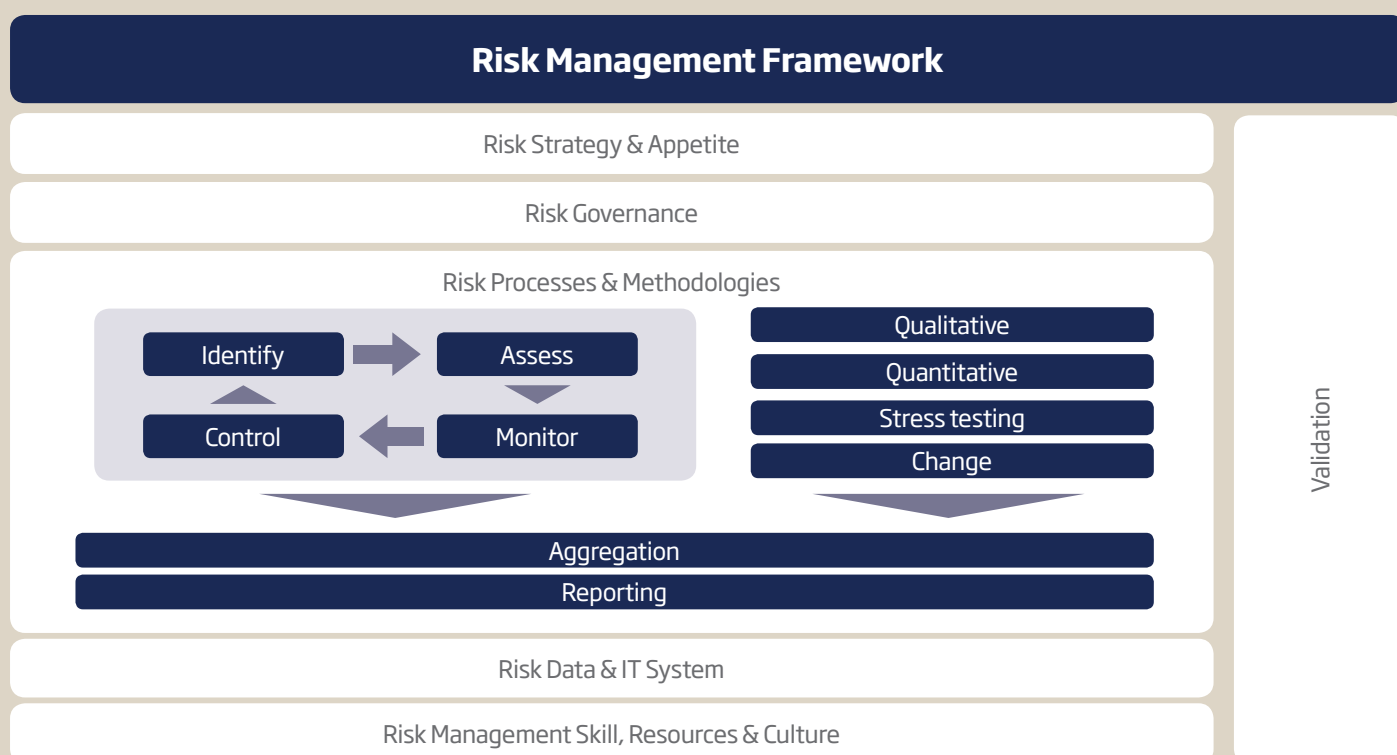 Risk Management Framework
Risk Strategy & Appetite
Risk Governance
Risk Processes & Methodologies
Identify
Assess
Control
Monitor
Qualitative
Quantitative
Stress testing
Change
Aggregation
Reporting
Risk Data & IT System
Risk Management Skill, Resources & Culture
Validation